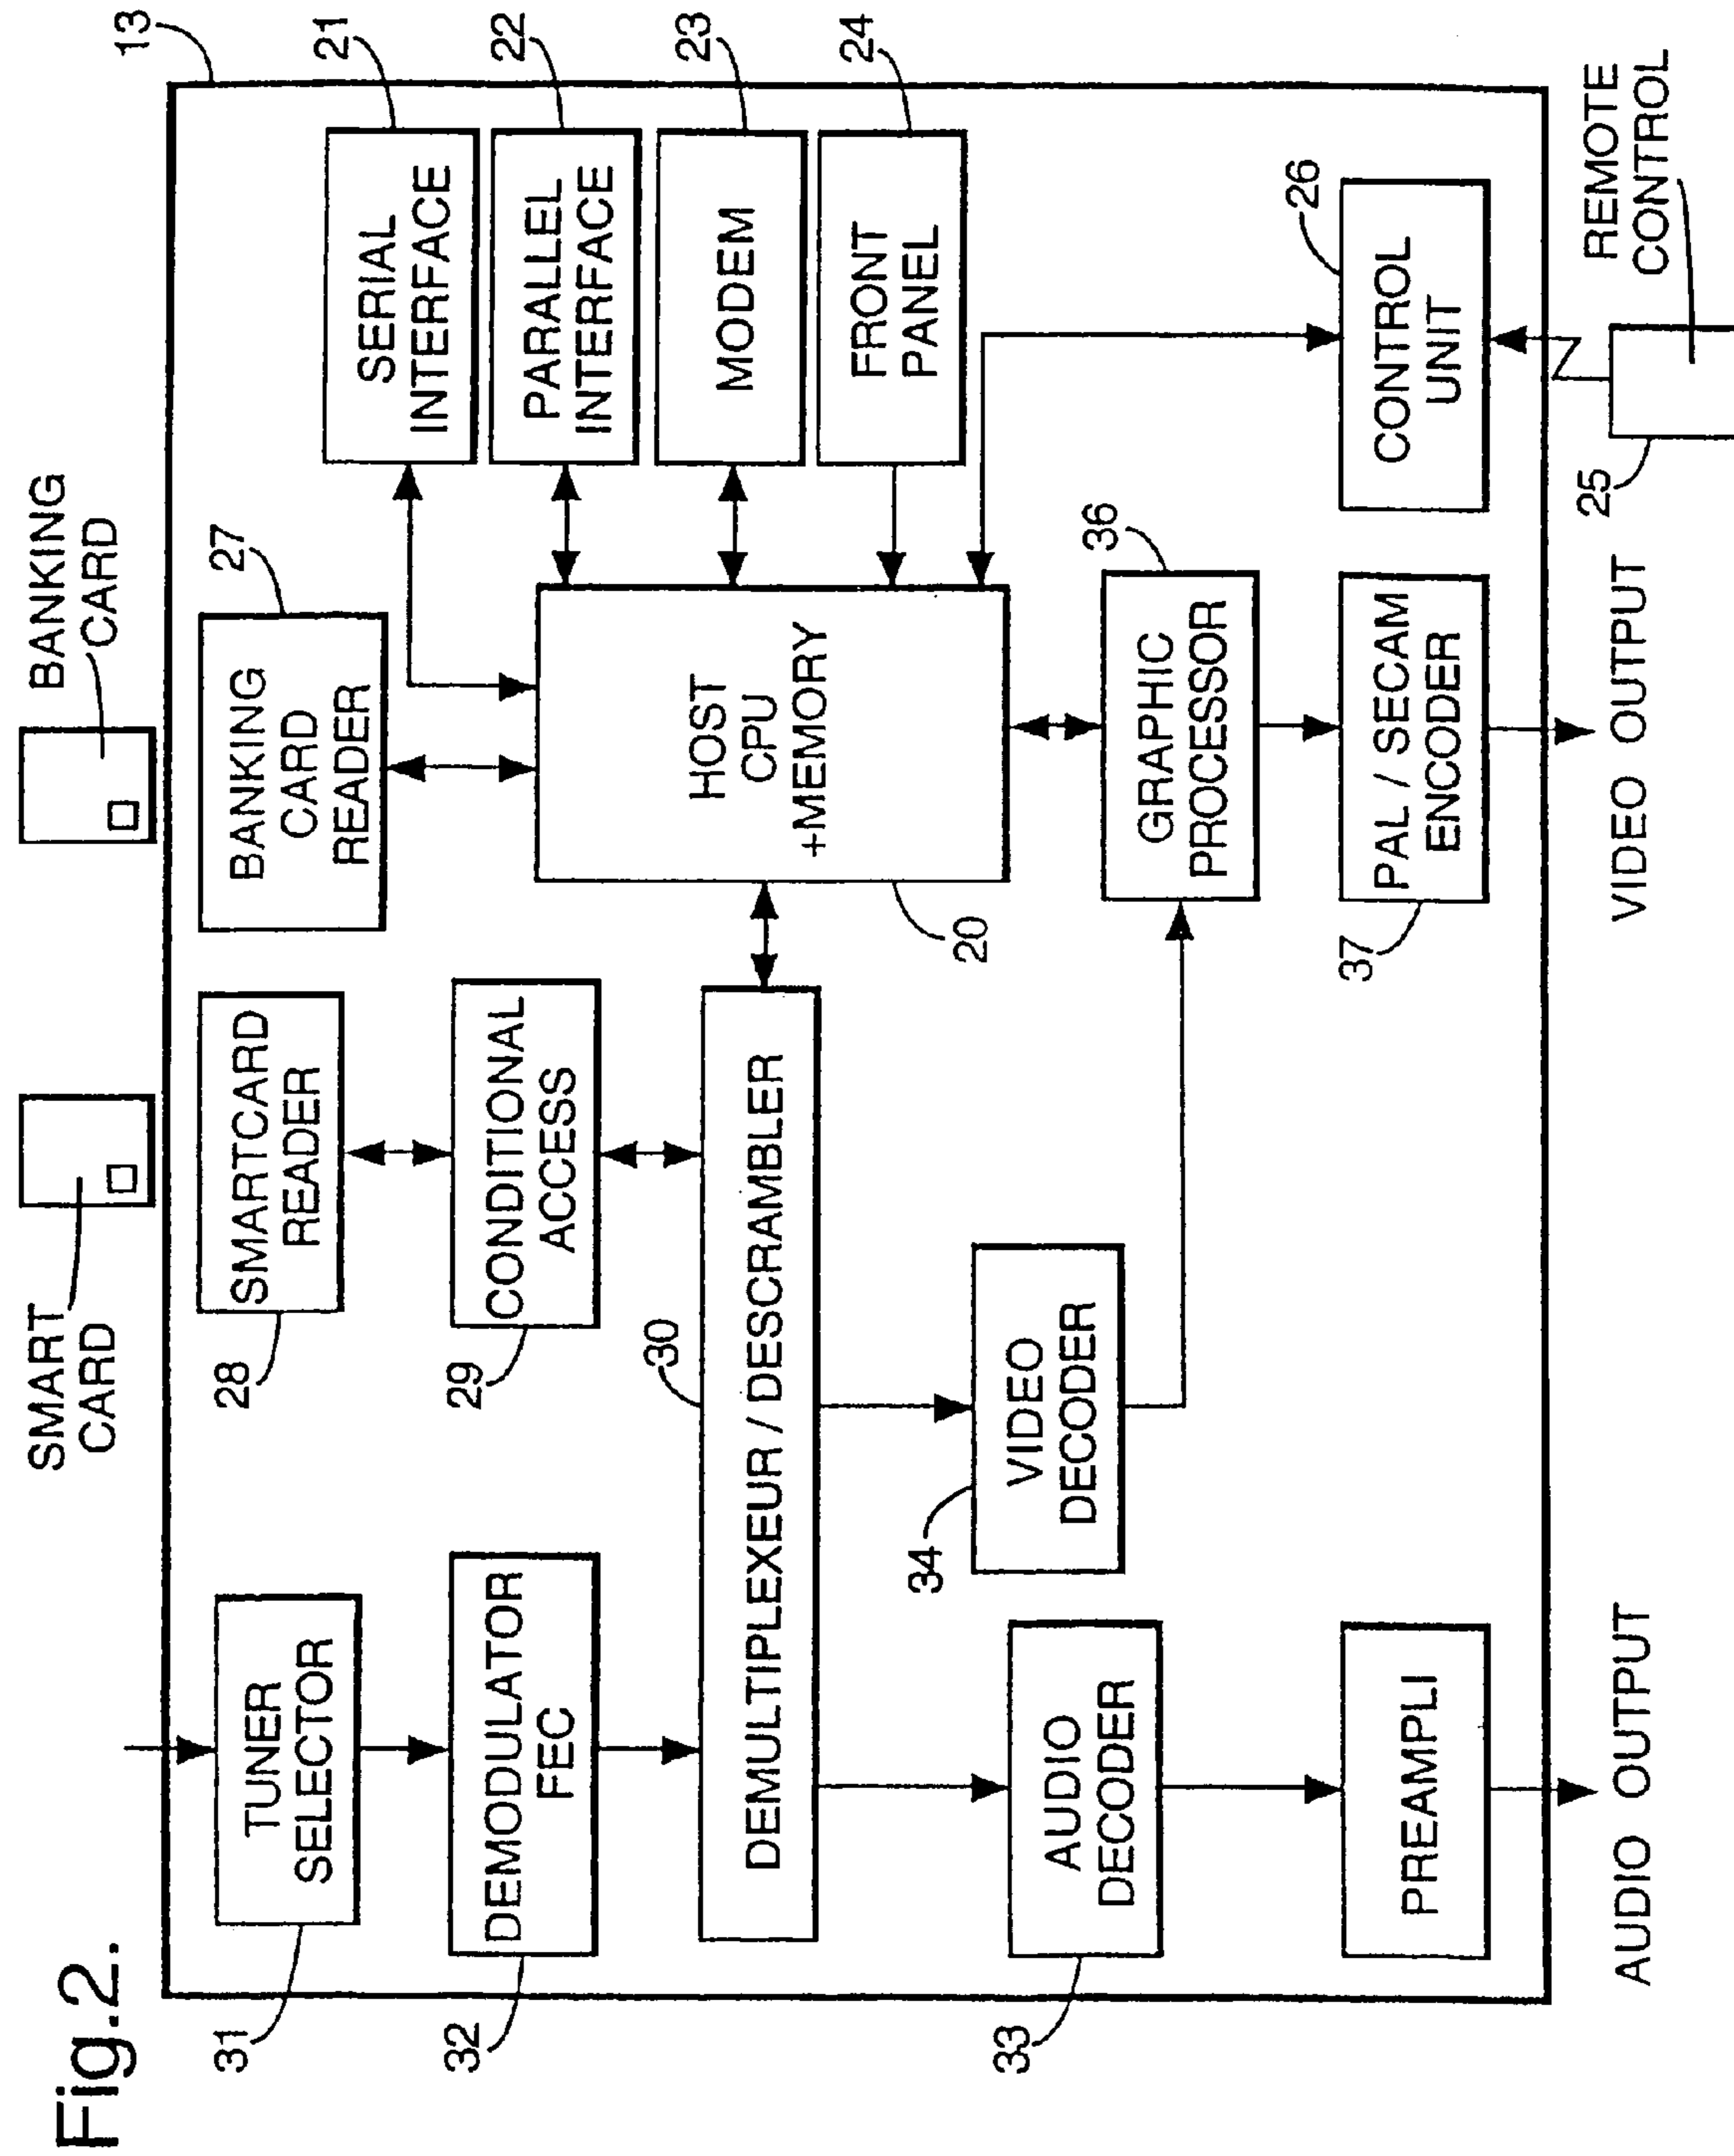 Fig.2.
SMART
CARD
BANKING
CARD
13
31
TUNER
SELECTOR
28
SMARTCARD
READER
27
BANKING
CARD
READER
21
SERIAL
INTERFACE
32
DEMODULATOR
FEC
29
CONDITIONAL
ACCESS
22
PARALLEL
INTERFACE
30
DEMULTIPLEXEUR / DESCRAMBLER
20
HOST
CPU
+MEMORY
23
MODEM
24
FRONT
PANEL
33
AUDIO
DECODER
34
VIDEO
DECODER
36
GRAPHIC
PROCESSOR
26
CONTROL
UNIT
PREAMPLI
37
PAL / SECAM
ENCODER
25
REMOTE
CONTROL
AUDIO OUTPUT
VIDEO OUTPUT